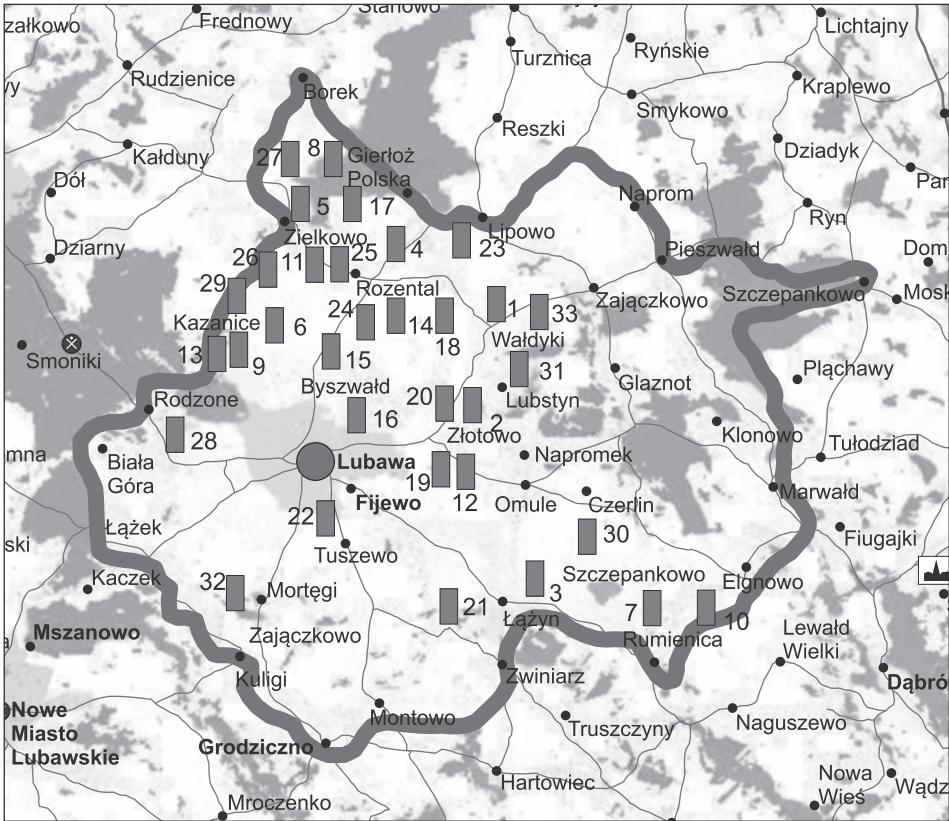 Stanowo
załkowo
Frednowy
Lichtajny
Turznica
Ryńskie
Rudzienice
Kraplewo
Borek
Smykowo
Reszki
Dziadyk
Kałduny
27
8
Gierłoż
Polska
Par
Dół
Naprom
5
17
Ryn
Lipowo
Zielkowo
Dziarny
4
23
Pieszwałd
Dom
26
11
25
Szczepankowo
Mosk
29
Rozental
Zajączkowo
24
14
18
1
33
Kazanice
6
Wałdyki
13
9
15
Smoniki
31
Pląchawy
Byszwałd
Glaznot
Rodzone
20
2
Lubstyn
16
Klonowo
28
Złotowo
Tułodziad
mna
Biała
Góra
Lubawa
Napromek
19
12
Marwałd
Fijewo
Omule
Czerlin
22
Łążek
30
Fiugajki
ski
Tuszewo
Szczepankowo
Elgnowo
Kaczek
32
Mortęgi
3
21
7
10
Łążyn
Mszanowo
Zajączkowo
Rumienica
Lewałd
Wielki
Kuligi
Zwiniarz
Dąbró
Nowe
Miasto
Lubawskie
Montowo
Truszczyny
Naguszewo
Grodziczno
Hartowiec
Nowa
Wieś
Wądz
Mroczenko